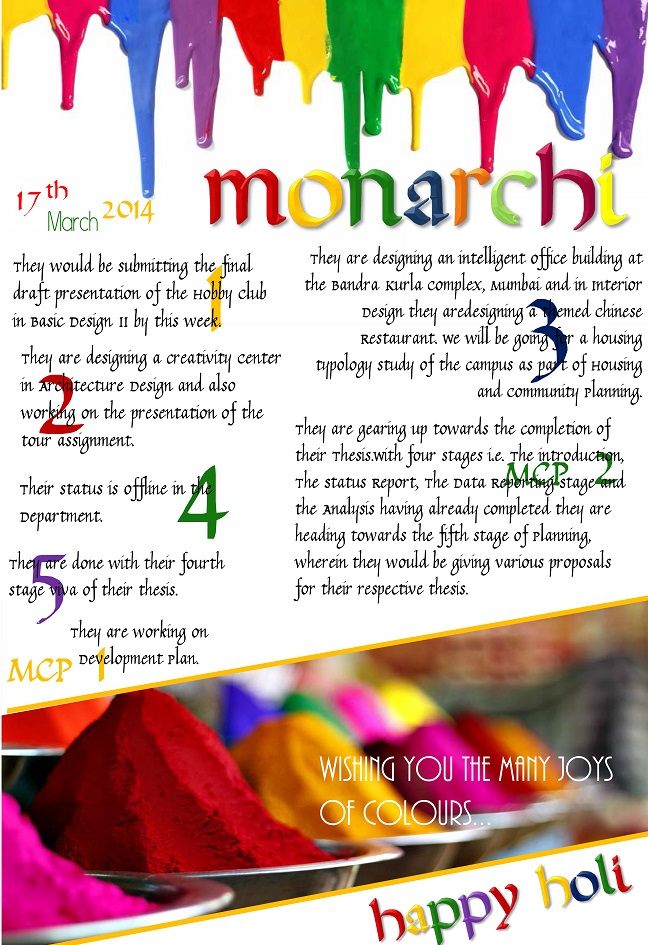 monarchi
17th
March 2014
They would be submitting the final
draft presentation of the Hobby club
in Basic Design II by this week.
1
They are designing a creativity center
in Architecture Design and also
working on the presentation of the
tour assignment.
2
Their status is offline in the
Department.
4
They are done with their fourth
stage viva of their thesis.
5
They are working on
Development Plan.
MCP 1
They are designing an intelligent office building at
the Bandra Kurla Complex, Mumbai and in Interior
Design they aredesigning a themed chinese
Restaurant. We will be going for a housing
typology study of the campus as part of Housing
and Community Planning.
3
They are gearing up towards the completion of
their Thesis.With four stages i.e. The introduction,
The status Report, The Data Reporting stage and
the Analysis having already completed they are
heading towards the fifth stage of Planning,
wherein they would be giving various proposals
for their respective thesis.
MCP 2
WISHING YOU THE MANY JOYS
OF COLOURS...
happy holi